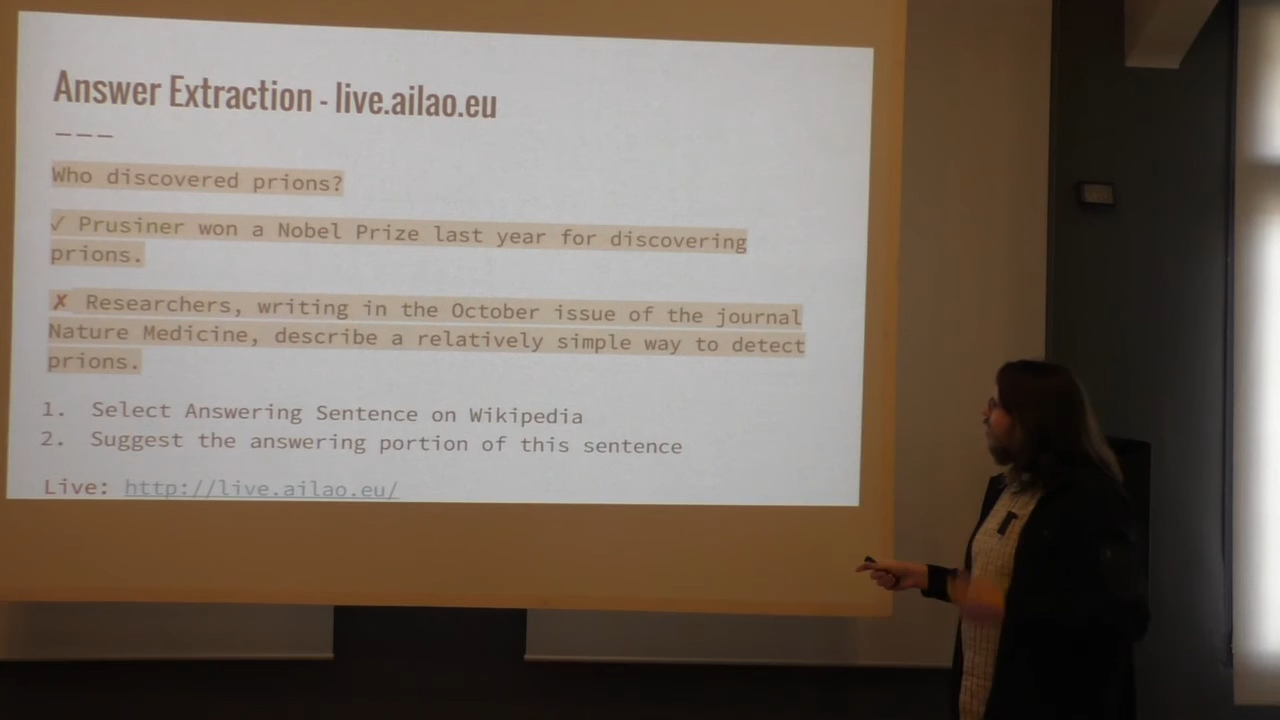 Answer Extraction - live.ailao.eu
---
Who discovered prions?
✓ Prusiner won a Nobel Prize last year for discovering
prions.
✗ Researchers, writing in the October issue of the journal
Nature Medicine, describe a relatively simple way to detect
prions.
1. Select Answering Sentence on Wikipedia
2. Suggest the answering portion of this sentence
Live: http://live.ailao.eu/